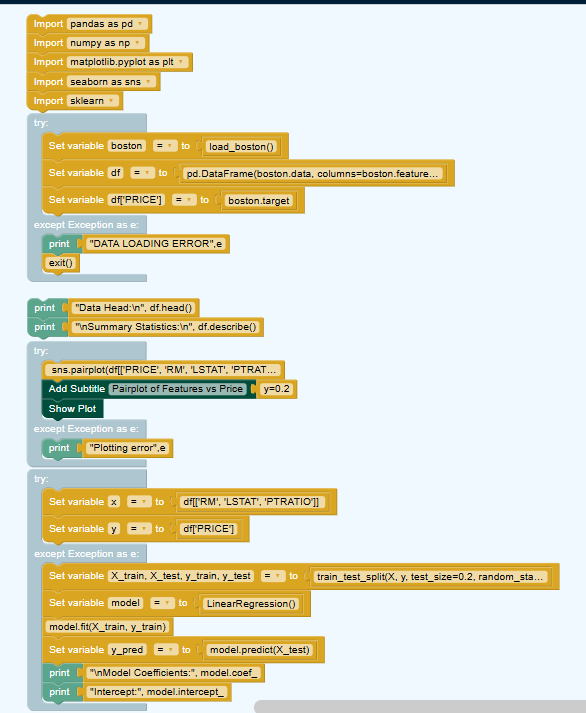 Import pandas as pd
Import numpy as np
Import matplotlib.pyplot as plt
Import seaborn as sns
Import sklearn
try:
Set variable boston = to load_boston()
Set variable df = to pd.DataFrame(boston.data, columns=boston.feature...
Set variable df['PRICE'] = to boston.target
except Exception as e:
print "DATA LOADING ERROR",e
exit()
print "Data Head:\n", df.head()
print "\nSummary Statistics:\n", df.describe()
try:
sns.pairplot(df[['PRICE', 'RM', 'LSTAT', 'PTRAT...
Add Subtitle Pairplot of Features vs Price y=0.2
Show Plot
except Exception as e:
print "Plotting error",e
try:
Set variable x = to df[['RM', 'LSTAT', 'PTRATIO']]
Set variable y = to df['PRICE']
except Exception as e:
Set variable X_train, X_test, y_train, y_test = to train_test_split(X, y, test_size=0.2, random_sta...
Set variable model = to LinearRegression()
model.fit(X_train, y_train)
Set variable y_pred = to model.predict(X_test)
print "\nModel Coefficients:", model.coef_
print "Intercept:", model.intercept_